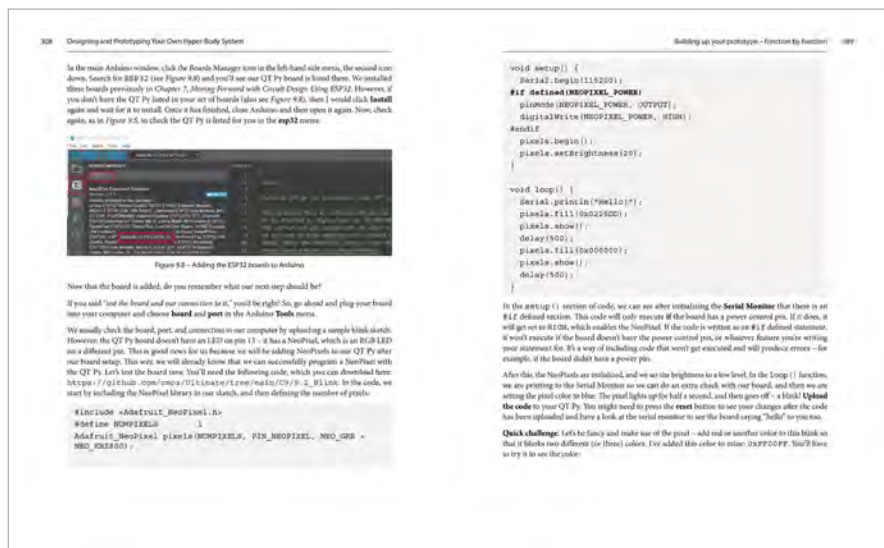 308 Designing and Prototyping Your Own Hyper-Body System
In the main Arduino window, click the Boards Manager icon in the left-hand side menu, the second icon
down. Search for ESP32 (see Figure 9.8) and you'll see our QT Py board is listed there. We installed
these boards previously in Chapter 7, Moving Forward with Circuit Design Using ESP32. However, if
you don't have the QT Py listed in your set of boards (also see Figure 9.8), then I would click Install
again and wait for it to install. Once it has finished, close Arduino and then open it again. Now, check
again, as in Figure 9.8, to check the QT Py is listed for you in the esp32 menu:
Figure 9.8 – Adding the ESP32 boards to Arduino
Now that the board is added, do you remember what our next step should be?
If you said "test the board and our connection to it," you'd be right! So, go ahead and plug your board
into your computer and choose board and port in the Arduino Tools menu.
We usually check the board, port, and connection to our computer by uploading a sample blink sketch.
However, the QT Py board doesn't have an LED on pin 13 – it has a NeoPixel, which is an RGB LED
on a different pin. This is good news for us because we will be adding NeoPixels to our QT Py after
our board setup. This way, we will already know that we can successfully program a NeoPixel with
the QT Py. Let's test the board now. You'll need the following code, which you can download here:
https://github.com/cmoz/Ultimate/tree/main/C9/9.2_Blink. In the code, we
start by including the NeoPixel library in our sketch, and then defining the number of pixels:
#include <Adafruit_NeoPixel.h>
#define NUMPIXELS 1
Adafruit_NeoPixel pixels(NUMPIXELS, PIN_NEOPIXEL, NEO_GRB +
NEO_KHZ800);
Building up your prototype – Function by function
void setup() {
Serial.begin(115200);
#if defined(NEOPIXEL_POWER)
pinMode(NEOPIXEL_POWER, OUTPUT);
digitalWrite(NEOPIXEL_POWER, HIGH);
#endif
pixels.begin();
pixels.setBrightness(20);
}
void loop() {
Serial.println("Hello!");
pixels.fill(0x0225DD);
pixels.show();
delay(500);
pixels.fill(0x000000);
pixels.show();
delay(500);
}
In the setup() section of code, we can see after initializing the Serial Monitor that there is an
#if defined section. This code will only execute if the board has a power control pin. If it does, it
will get set to HIGH, which enables the NeoPixel. If the code is written as an #if defined statement,
it won't execute if the board doesn't have the power control pos, or whatever feature you're writing
your statement for. It's a way of including code that won't get executed and will produce errors – for
example, if the board didn't have a power pin.
After this, the NeoPixels are initialized, and we set the brightness to a low level. In the loop() function,
we are printing to the Serial Monitor so we can do an extra check with our board, and then we are
setting the pixel color to blue. The pixel lights up for half a second, and then goes off – a blink! Upload
the code to your QT Py. You might need to press the reset button to see your changes after the code
has been uploaded and have a look at the serial monitor to see the board saying "hello" to you too.
Quick challenge: Let's be fancy and make use of the pixel – add red or another color to this blink so
that it blinks two different (or three) colors. I've added this color to mine: 0xFF00FF. You'll have
to try it to see the color: